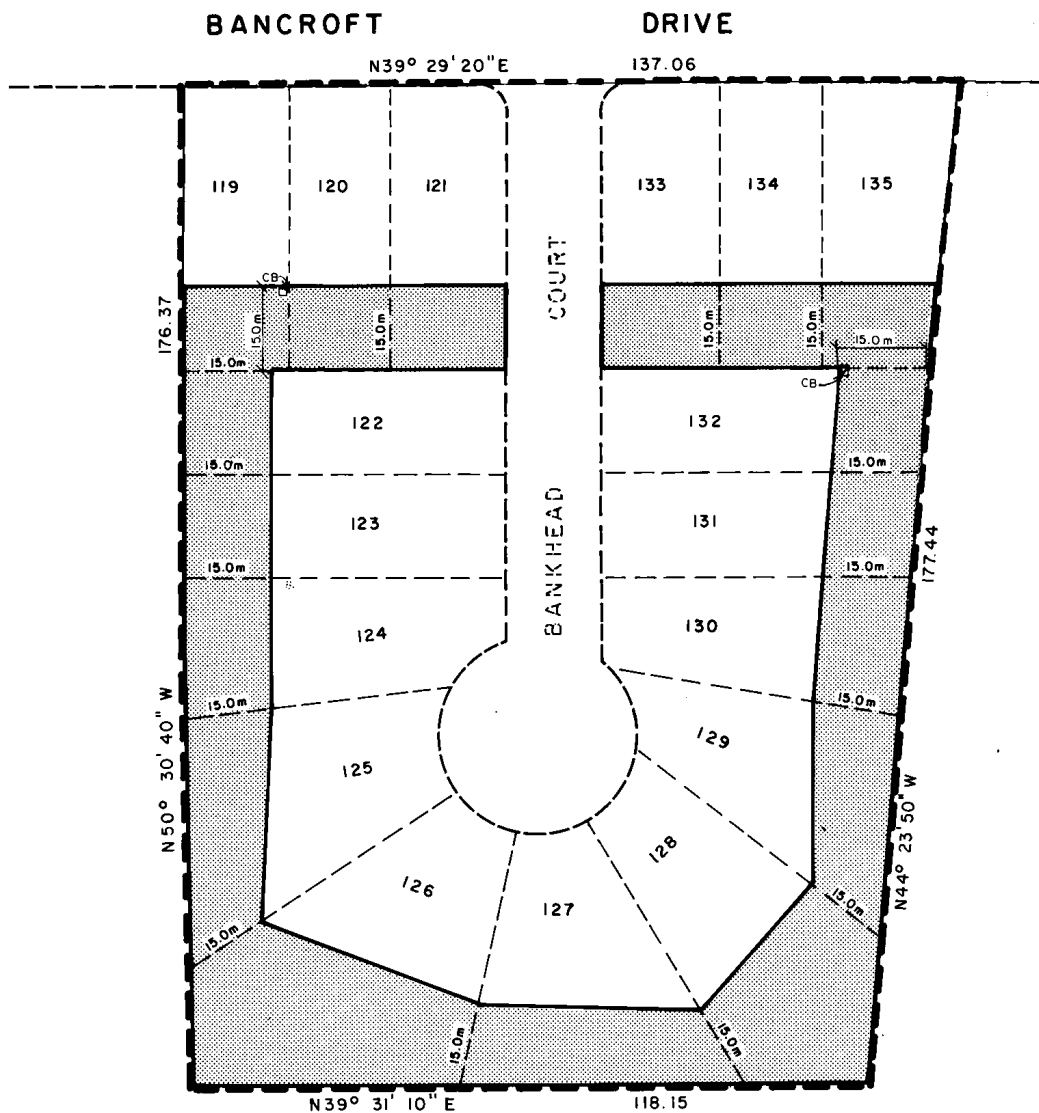 BANCROFT DRIVE
N39° 29' 20" E 137.06
119 120 121 133 134 135
COURT
CB
176.37
15.0m 15.0m 15.0m 15.0m 15.0m
15.0m
CB
122 132
15.0m 15.0m
123 131
BANKHEAD
177.44
15.0m 15.0m
124 130
15.0m 15.0m
N50° 30' 40" W
129
125
N44° 23' 50" W
128
126
127
15.0m 15.0m
15.0m 15.0m
N39° 31' 10" E 118.15